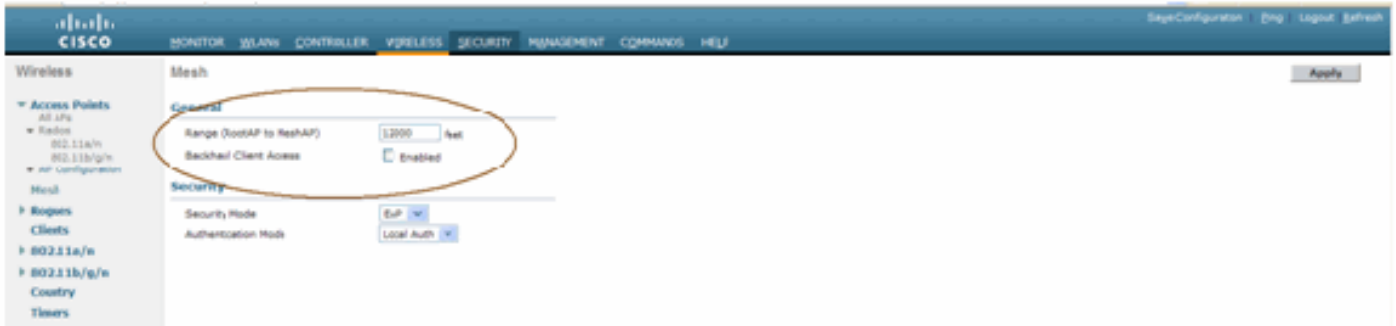 SaveConfiguration Ping Logout Refresh
CISCO
MONITOR WLANs CONTROLLER WIRELESS SECURITY MANAGEMENT COMMANDS HELP
Wireless
Mesh
Apply
Access Points
All APs
Radios
802.11a/n
802.11b/g/n
AP Configuration
Mesh
Rogues
Clients
802.11a/n
802.11b/g/n
Country
Timers
General
Range (RootAP to MeshAP) 12000 feet
Backhaul Client Access Enabled
Security
Security Mode EAP
Authentication Mode Local Auth